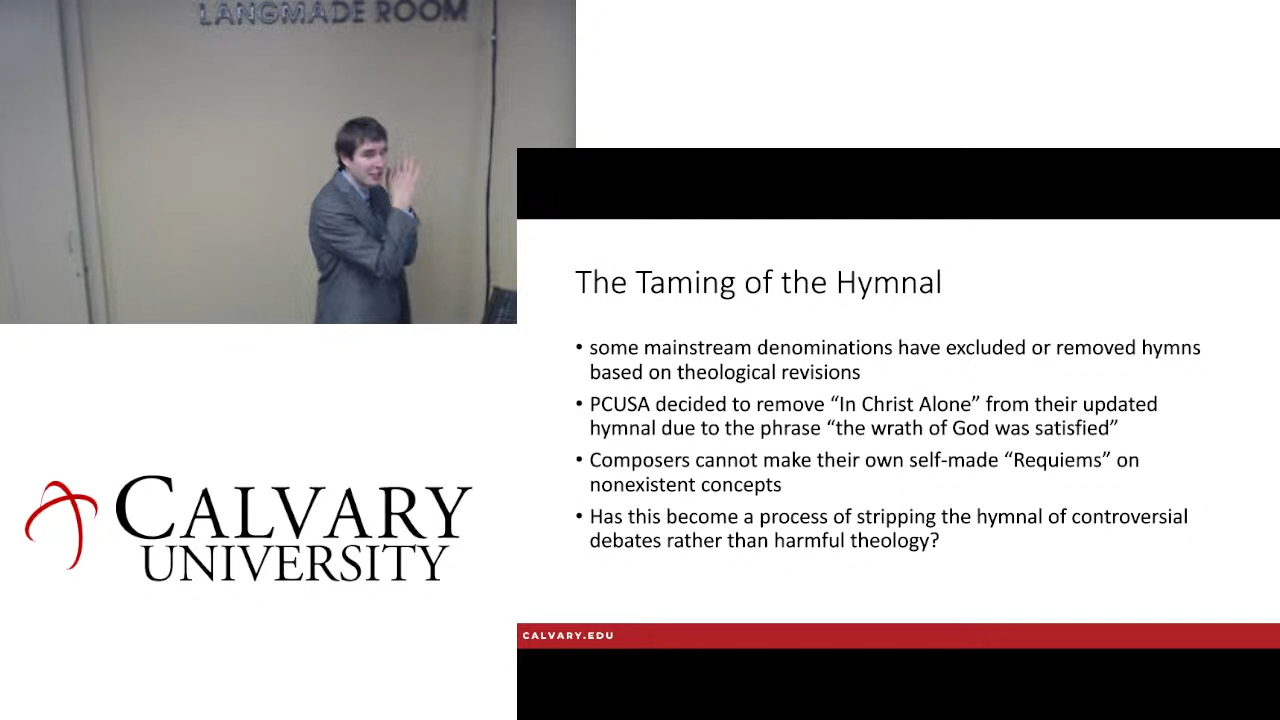 LANGMADE ROOM
The Taming of the Hymnal
• some mainstream denominations have excluded or removed hymns
based on theological revisions
• PCUSA decided to remove “In Christ Alone” from their updated
hymnal due to the phrase “the wrath of God was satisfied”
• Composers cannot make their own self-made “Requiems” on
nonexistent concepts
• Has this become a process of stripping the hymnal of controversial
debates rather than harmful theology?
CALVARY
UNIVERSITY
CALVARY.EDU